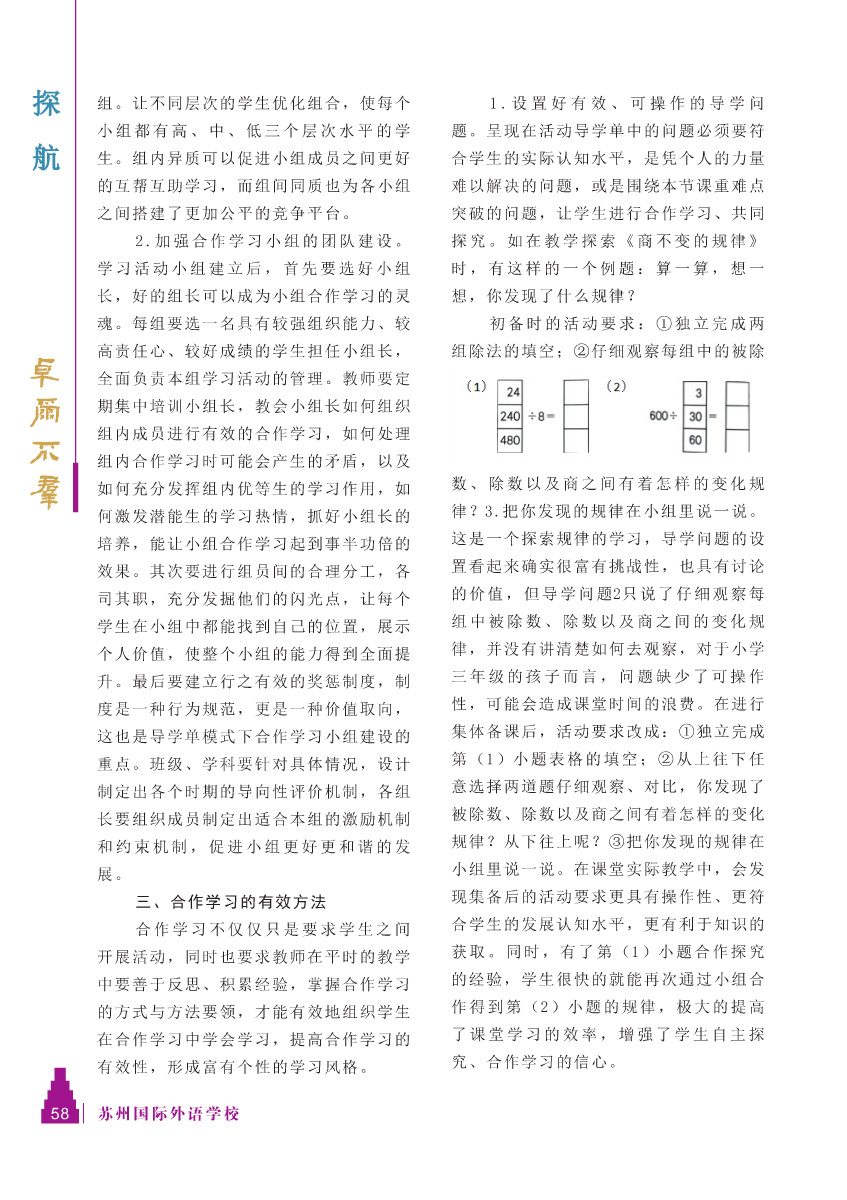 探
航
卓
爾
不
羣
组。让不同层次的学生优化组合，使每个
小组都有高、中、低三个层次水平的学
生。组内异质可以促进小组成员之间更好
的互帮互助学习，而组间同质也为各小组
之间搭建了更加公平的竞争平台。
2.加强合作学习小组的团队建设。
学习活动小组建立后，首先要选好小组
长，好的组长可以成为小组合作学习的灵
魂。每组要选一名具有较强组织能力、较
高责任心、较好成绩的学生担任小组长，
全面负责本组学习活动的管理。教师要定
期集中培训小组长，教会小组长如何组织
组内成员进行有效的合作学习，如何处理
组内合作学习时可能会产生的矛盾，以及
如何充分发挥组内优等生的学习作用，如
何激发潜能生的学习热情，抓好小组长的
培养，能让小组合作学习起到事半功倍的
效果。其次要进行组员间的合理分工，各
司其职，充分发掘他们的闪光点，让每个
学生在小组中都能找到自己的位置，展示
个人价值，使整个小组的能力得到全面提
升。最后要建立行之有效的奖惩制度，制
度是一种行为规范，更是一种价值取向，
这也是导学单模式下合作学习小组建设的
重点。班级、学科要针对具体情况，设计
制定出各个时期的导向性评价机制，各组
长要组织成员制定出适合本组的激励机制
和约束机制，促进小组更好更和谐的发
展。
三、合作学习的有效方法
合作学习不仅仅只是要求学生之间
开展活动，同时也要求教师在平时的教学
中要善于反思、积累经验，掌握合作学习
的方式与方法要领，才能有效地组织学生
在合作学习中学会学习，提高合作学习的
有效性，形成富有个性的学习风格。
1.设置好有效、可操作的导学问
题。呈现在活动导学单中的问题必须要符
合学生的实际认知水平，是凭个人的力量
难以解决的问题，或是围绕本节课重难点
突破的问题，让学生进行合作学习、共同
探究。如在教学探索《商不变的规律》
时，有这样的一个例题：算一算，想一
想，你发现了什么规律？
初备时的活动要求：①独立完成两
组除法的填空；②仔细观察每组中的被除
（1） 24 （2） 3
240 ÷8= 600÷ 30 =
480 60
数、除数以及商之间有着怎样的变化规
律？3.把你发现的规律在小组里说一说。
这是一个探索规律的学习，导学问题的设
置看起来确实很富有挑战性，也具有讨论
的价值，但导学问题2只说了仔细观察每
组中被除数、除数以及商之间的变化规
律，并没有讲清楚如何去观察，对于小学
三年级的孩子而言，问题缺少了可操作
性，可能会造成课堂时间的浪费。在进行
集体备课后，活动要求改成：①独立完成
第（1）小题表格的填空；②从上往下任
意选择两道题仔细观察、对比，你发现了
被除数、除数以及商之间有着怎样的变化
规律？从下往上呢？③把你发现的规律在
小组里说一说。在课堂实际教学中，会发
现集备后的活动要求更具有操作性、更符
合学生的发展认知水平，更有利于知识的
获取。同时，有了第（1）小题合作探究
的经验，学生很快的就能再次通过小组合
作得到第（2）小题的规律，极大的提高
了课堂学习的效率，增强了学生自主探
究、合作学习的信心。
58 苏州国际外语学校